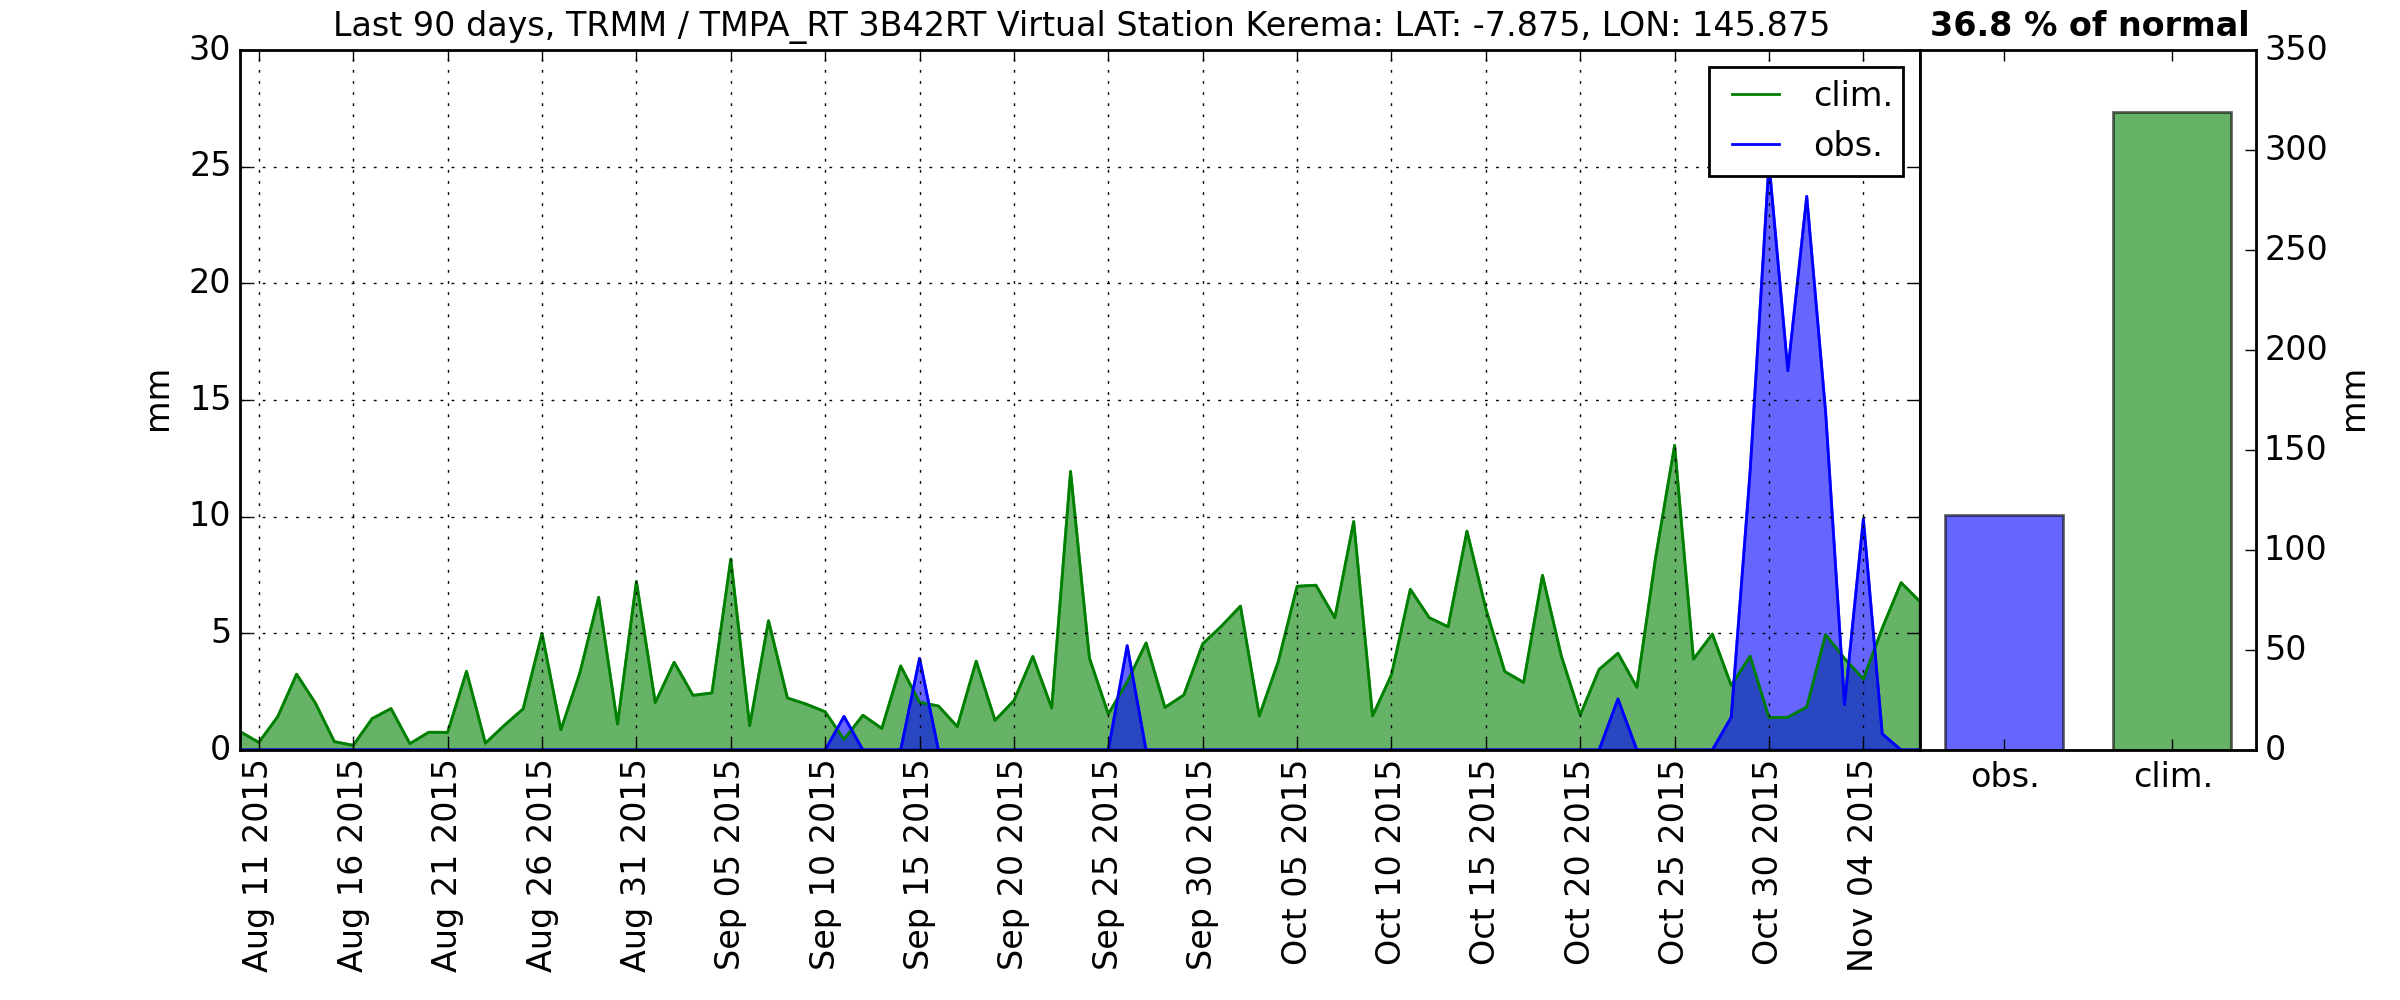 Last 90 days, TRMM / TMPA_RT 3B42RT Virtual Station Kerema: LAT: -7.875, LON: 145.875
36.8 % of normal
30
25
20
15
10
5
0
mm
clim.
obs.
Aug 11 2015
Aug 16 2015
Aug 21 2015
Aug 26 2015
Aug 31 2015
Sep 05 2015
Sep 10 2015
Sep 15 2015
Sep 20 2015
Sep 25 2015
Sep 30 2015
Oct 05 2015
Oct 10 2015
Oct 15 2015
Oct 20 2015
Oct 25 2015
Oct 30 2015
Nov 04 2015
obs.
clim.
350
300
250
200
150
100
50
0
mm